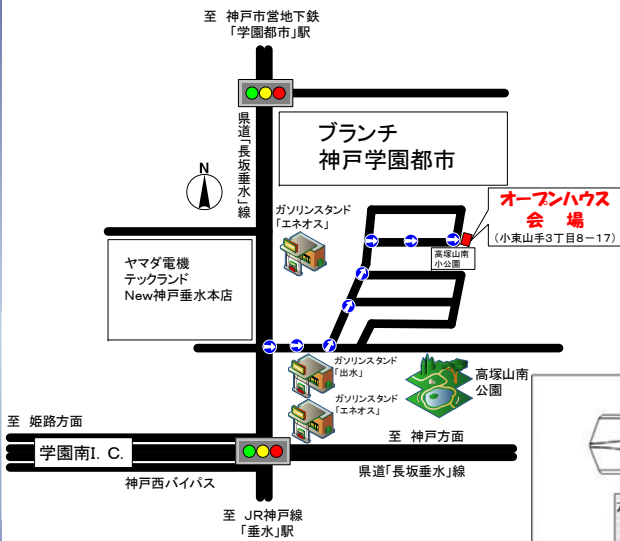 至 神戸市営地下鉄
「学園都市」駅
県道「長坂垂水」線
ブランチ
神戸学園都市
N
ガソリンスタンド
「エネオス」
オープンハウス
会 場
(小束山手3丁目8-17)
高塚山南
小公園
ヤマダ電機
テックランド
New神戸垂水本店
ガソリンスタンド
「出水」
高塚山南
公園
ガソリンスタンド
「エネオス」
至 姫路方面
至 神戸方面
学園南I. C.
県道「長坂垂水」線
神戸西バイパス
至 JR神戸線
「垂水」駅